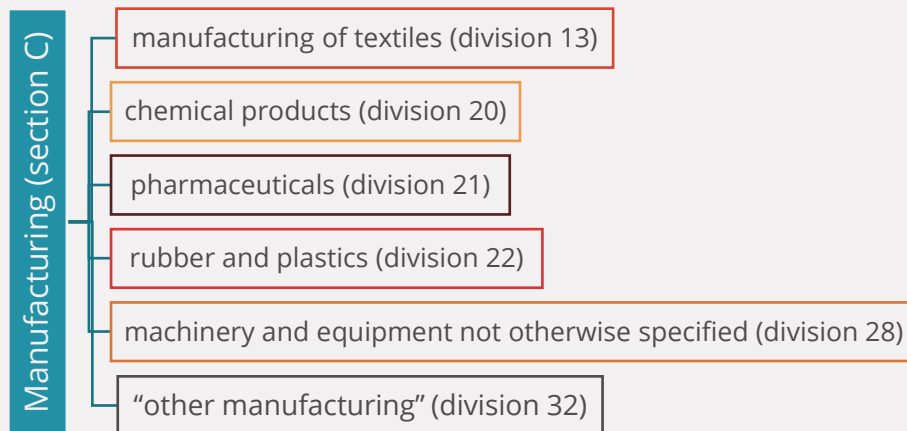 Manufacturing (section C)
manufacturing of textiles (division 13)
chemical products (division 20)
pharmaceuticals (division 21)
rubber and plastics (division 22)
machinery and equipment not otherwise specified (division 28)
“other manufacturing” (division 32)